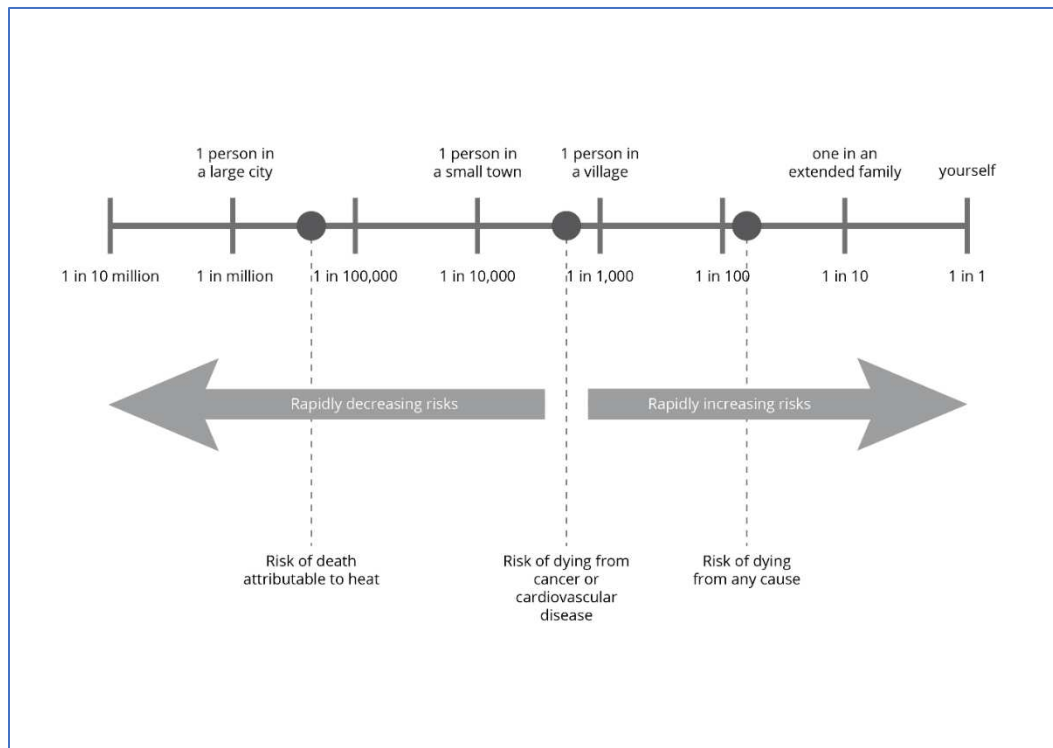 1 person in
a large city
1 person in
a small town
1 person in
a village
one in an
extended family
yourself
1 in 10 million
1 in million
1 in 100,000
1 in 10,000
1 in 1,000
1 in 100
1 in 10
1 in 1
Rapidly decreasing risks
Rapidly increasing risks
Risk of death
attributable to heat
Risk of dying from
cancer or
cardiovascular
disease
Risk of dying
from any cause